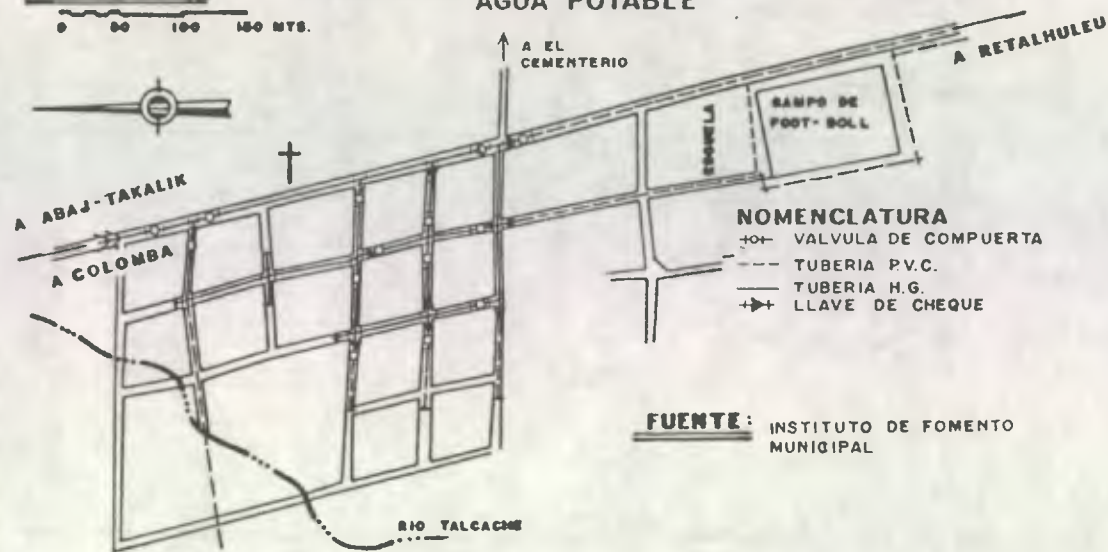 AGUA POTABLE
0 50 100 150 MTS.
A EL
CEMENTERIO
A RETALHULEU
CAMPO DE
FOOT-BOLL
ESCUELA
A ABAJ-TAKALIK
A COLOMBA
NOMENCLATURA
VALVULA DE COMPUERTA
TUBERIA P.V.C.
TUBERIA H.G.
LLAVE DE CHEQUE
FUENTE: INSTITUTO DE FOMENTO
MUNICIPAL
RIO TALCACHE